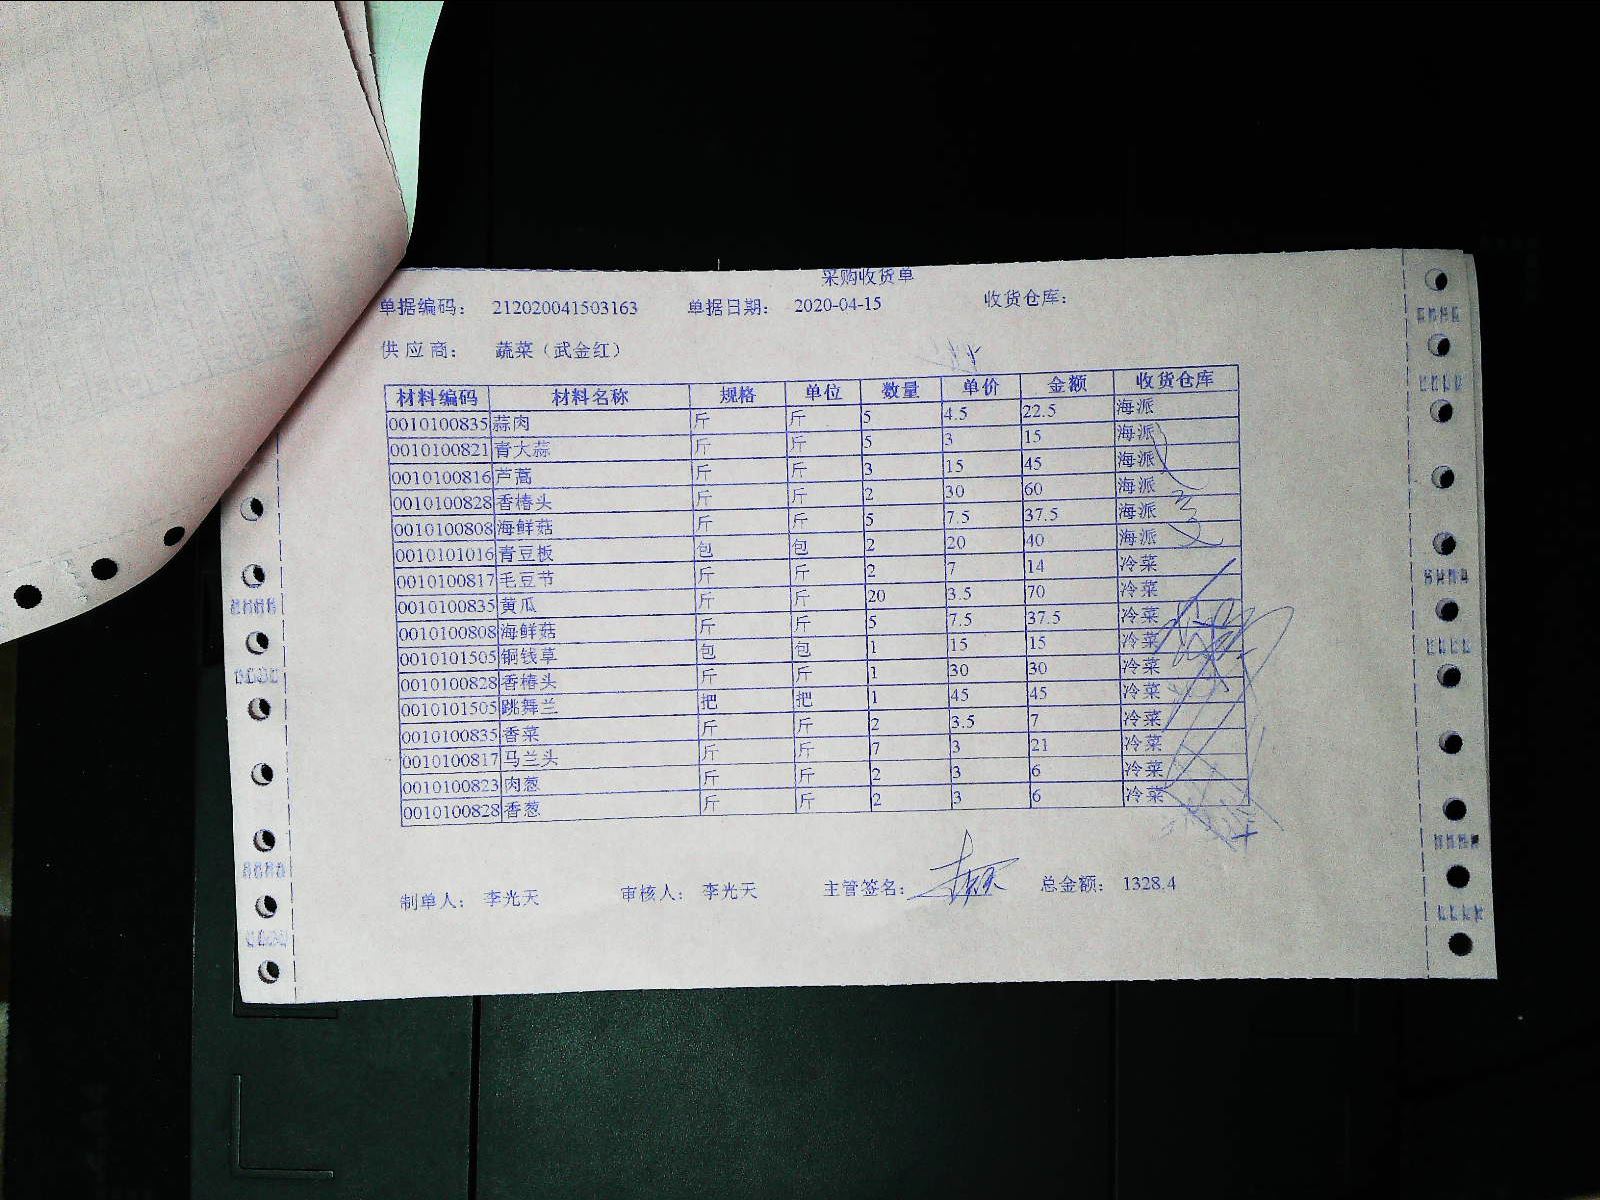 采购收货单
单据编码： 212020041503163 单据日期： 2020-04-15 收货仓库：
供应商： 蔬菜（武金红）
材料编码 材料名称 规格 单位 数量 单价 金额 收货仓库
0010100835 蒜肉 斤 斤 5 4.5 22.5 海派
0010100821 青大蒜 斤 斤 5 3 15 海派
0010100816 芦蒿 斤 斤 3 15 45 海派
0010100828 香椿头 斤 斤 2 30 60 海派
0010100808 海鲜菇 斤 斤 5 7.5 37.5 海派
0010101016 青豆板 包 包 2 20 40 海派
0010100817 毛豆节 斤 斤 2 7 14 冷菜
0010100835 黄瓜 斤 斤 20 3.5 70 冷菜
0010100808 海鲜菇 斤 斤 5 7.5 37.5 冷菜
0010101505 铜钱草 包 包 1 15 15 冷菜
0010100828 香椿头 斤 斤 1 30 30 冷菜
0010101505 跳舞兰 把 把 1 45 45 冷菜
0010100835 香菜 斤 斤 2 3.5 7 冷菜
0010100817 马兰头 斤 斤 7 3 21 冷菜
0010100823 肉葱 斤 斤 2 3 6 冷菜
0010100828 香葱 斤 斤 2 3 6 冷菜
制单人： 李光天 审核人： 李光天 主管签名： 总金额： 1328.4